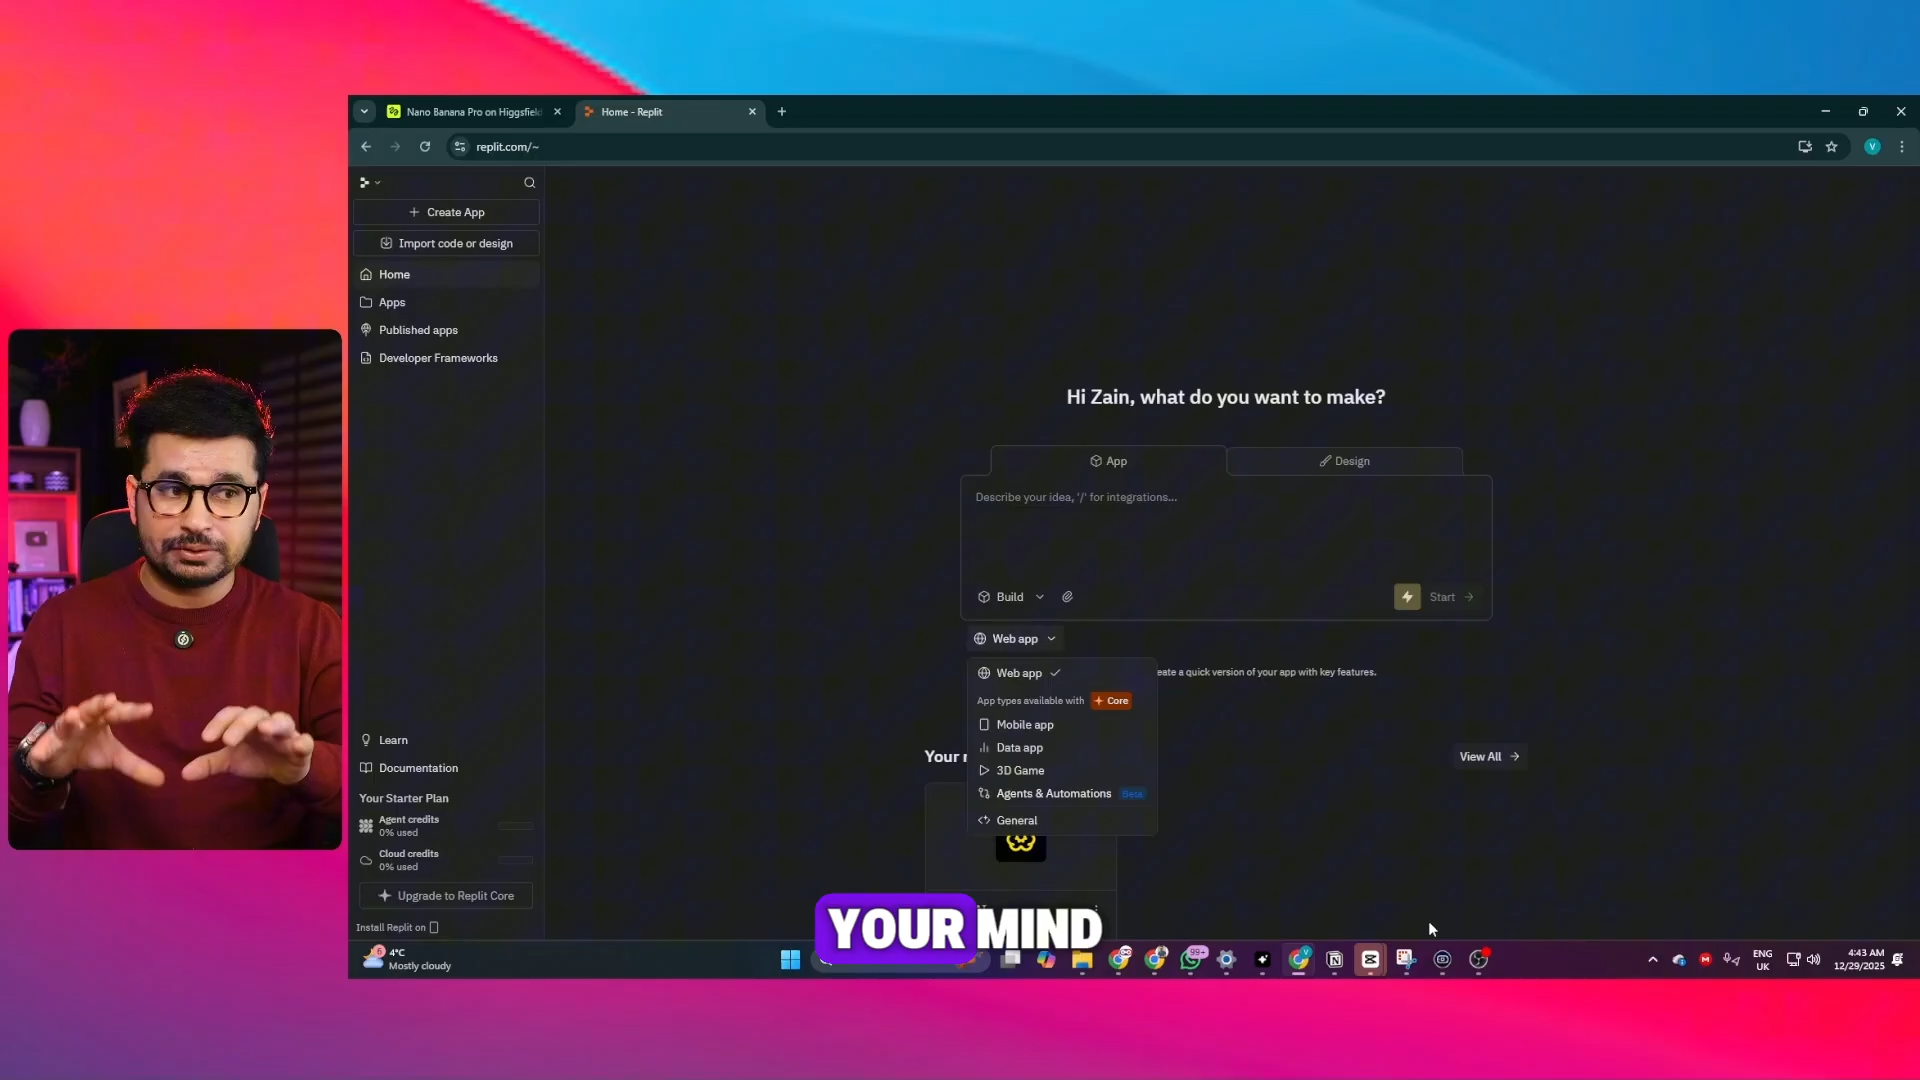 Nano Banana Pro on Higgsfield
Home - Replit
replit.com/~
V
Create App
Import code or design
Home
Apps
Published apps
Developer Frameworks
Hi Zain, what do you want to make?
App
Design
Describe your idea, '/' for integrations...
Build
Start
Web app
Web app
eate a quick version of your app with key features.
App types available with
Core
Mobile app
Data app
3D Game
Agents & Automations
Beta
General
View All
Learn
Documentation
Your Starter Plan
Agent credits
0% used
Cloud credits
0% used
Upgrade to Replit Core
Install Replit on
YOUR MIND
6
4°C
Mostly cloudy
99+
ENG
UK
4:43 AM
12/29/2025